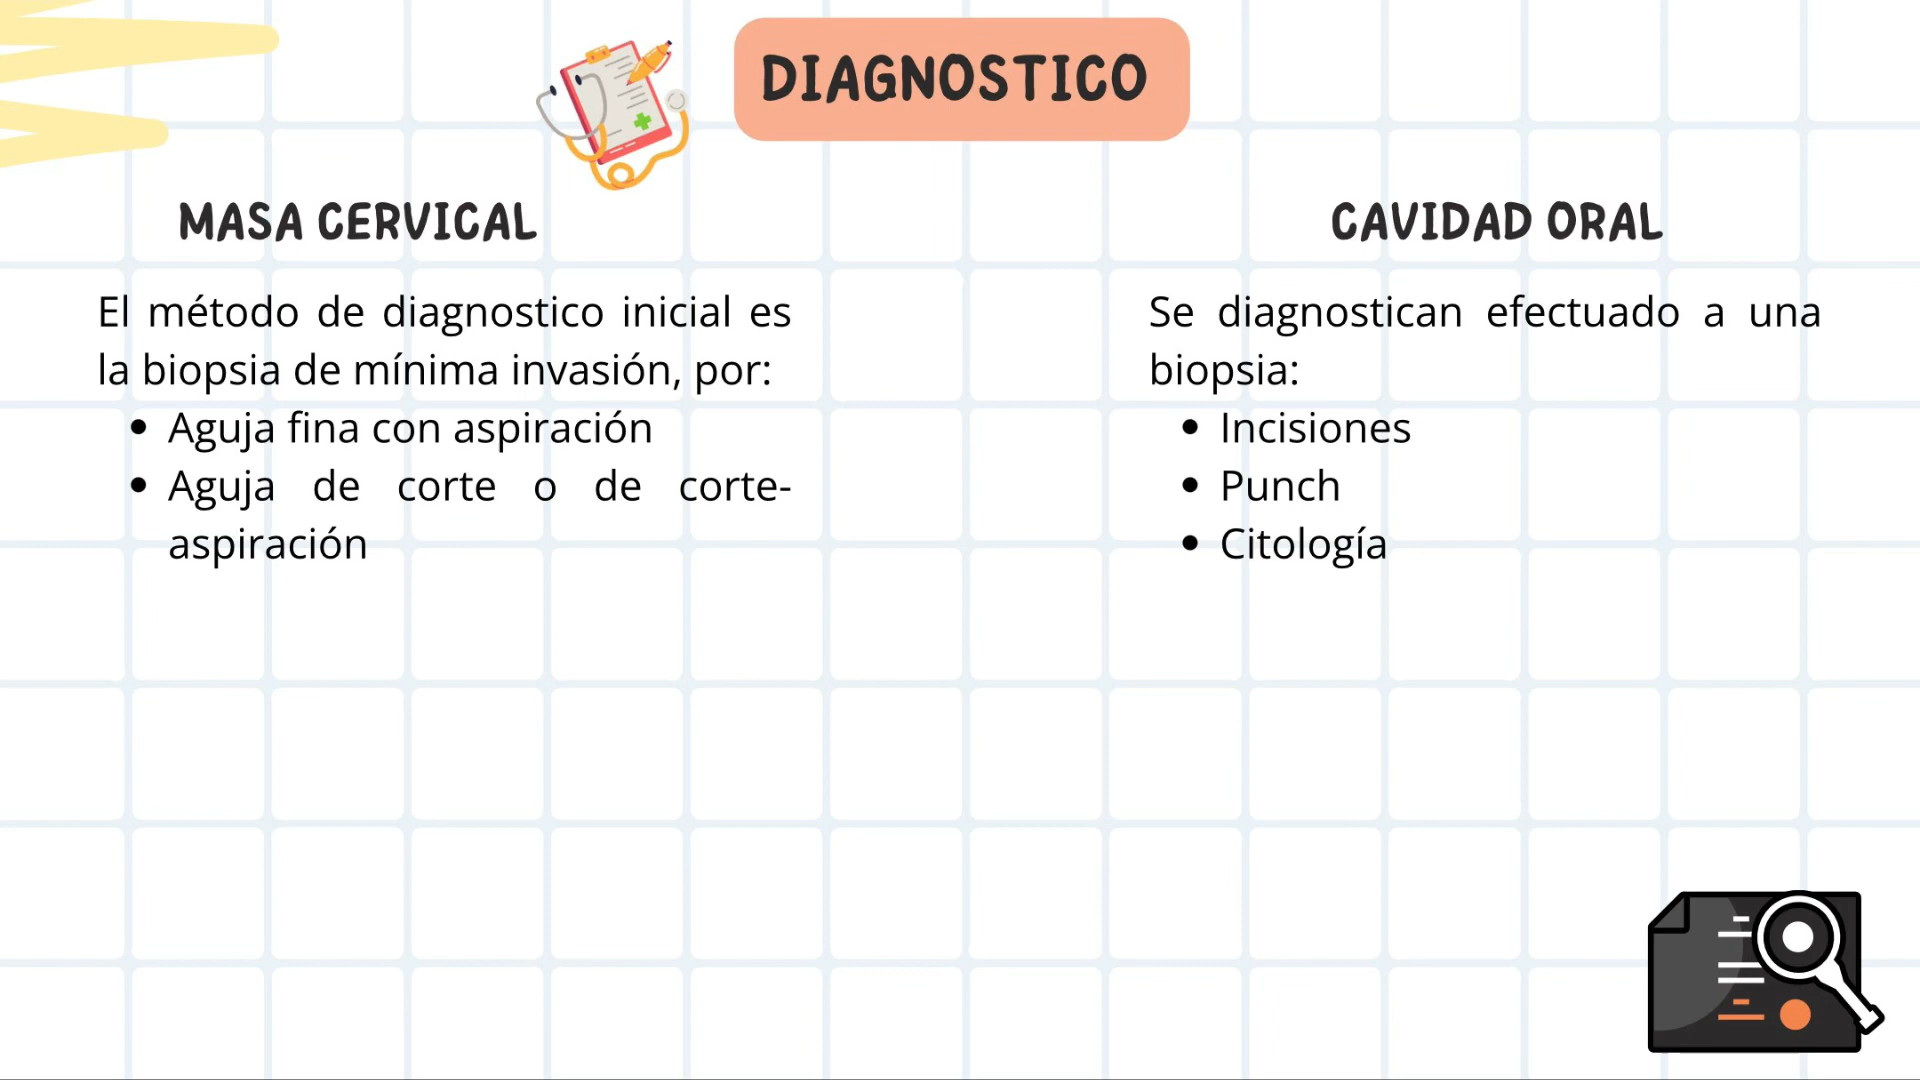 DIAGNOSTICO
MASA CERVICAL
El método de diagnostico inicial es
la biopsia de mínima invasión, por:
• Aguja fina con aspiración
• Aguja de corte o de corte-
aspiración
CAVIDAD ORAL
Se diagnostican efectuado a una
biopsia:
• Incisiones
• Punch
• Citología